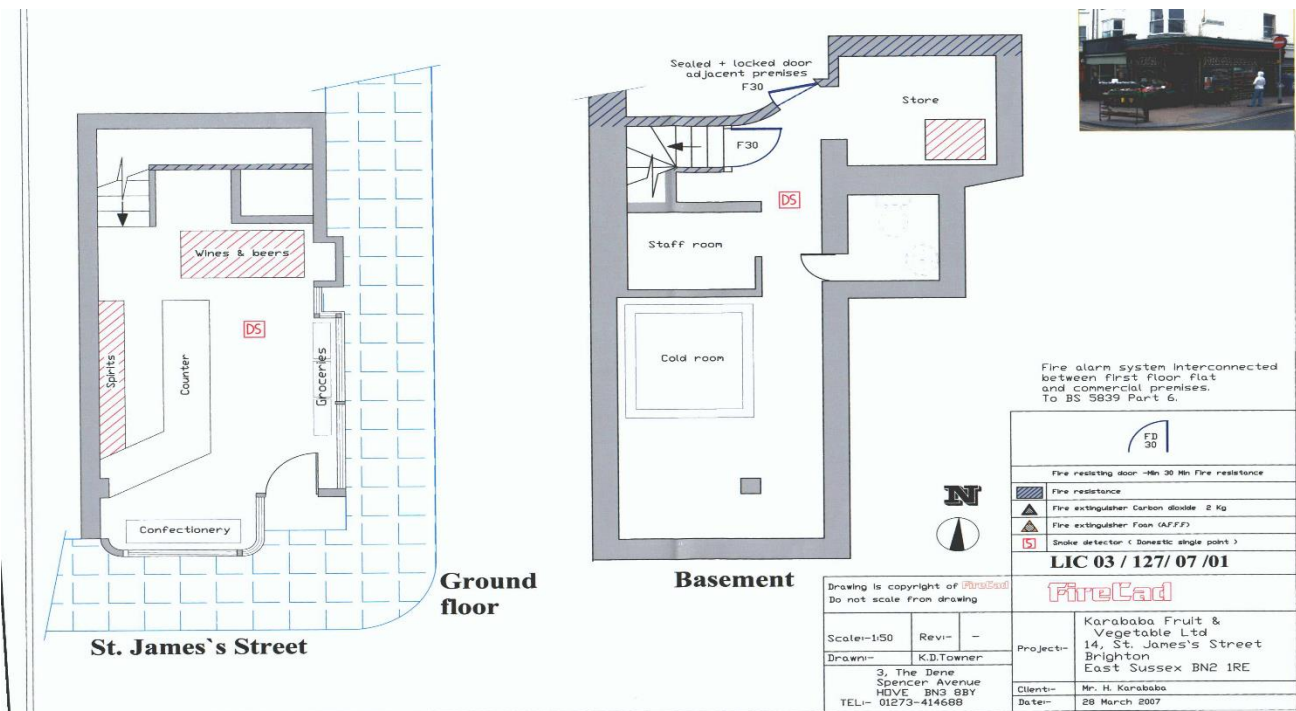 Sealed + locked door
adjacent premises
F30
Store
F30
DS
Staff room
Cold room
Basement
Wines & beers
DS
Spirits
Counter
Groceries
Confectionery
Ground
floor
St. James`s Street
N
Fire alarm system interconnected
between first floor flat
and commercial premises.
To BS 5839 Part 6.
FD
30
Fire resisting door -Min 30 Min Fire resistance
Fire resistance
Fire extinguisher Carbon dioxide 2 Kg
Fire extinguisher Foam (A.F.F.F)
S Smoke detector ( Domestic single point )
LIC 03 / 127/ 07 /01
FireCad
Drawing is copyright of FireCad
Do not scale from drawing
Scale:-1:50 Rev:- -
Drawn:- K.D.Towner
3, The Dene
Spencer Avenue
HOVE BN3 8BY
TEL:- 01273-414688
Project:- Karababa Fruit &
Vegetable Ltd
14, St. James's Street
Brighton
East Sussex BN2 1RE
Client:- Mr. H. Karababa
Date:- 28 March 2007